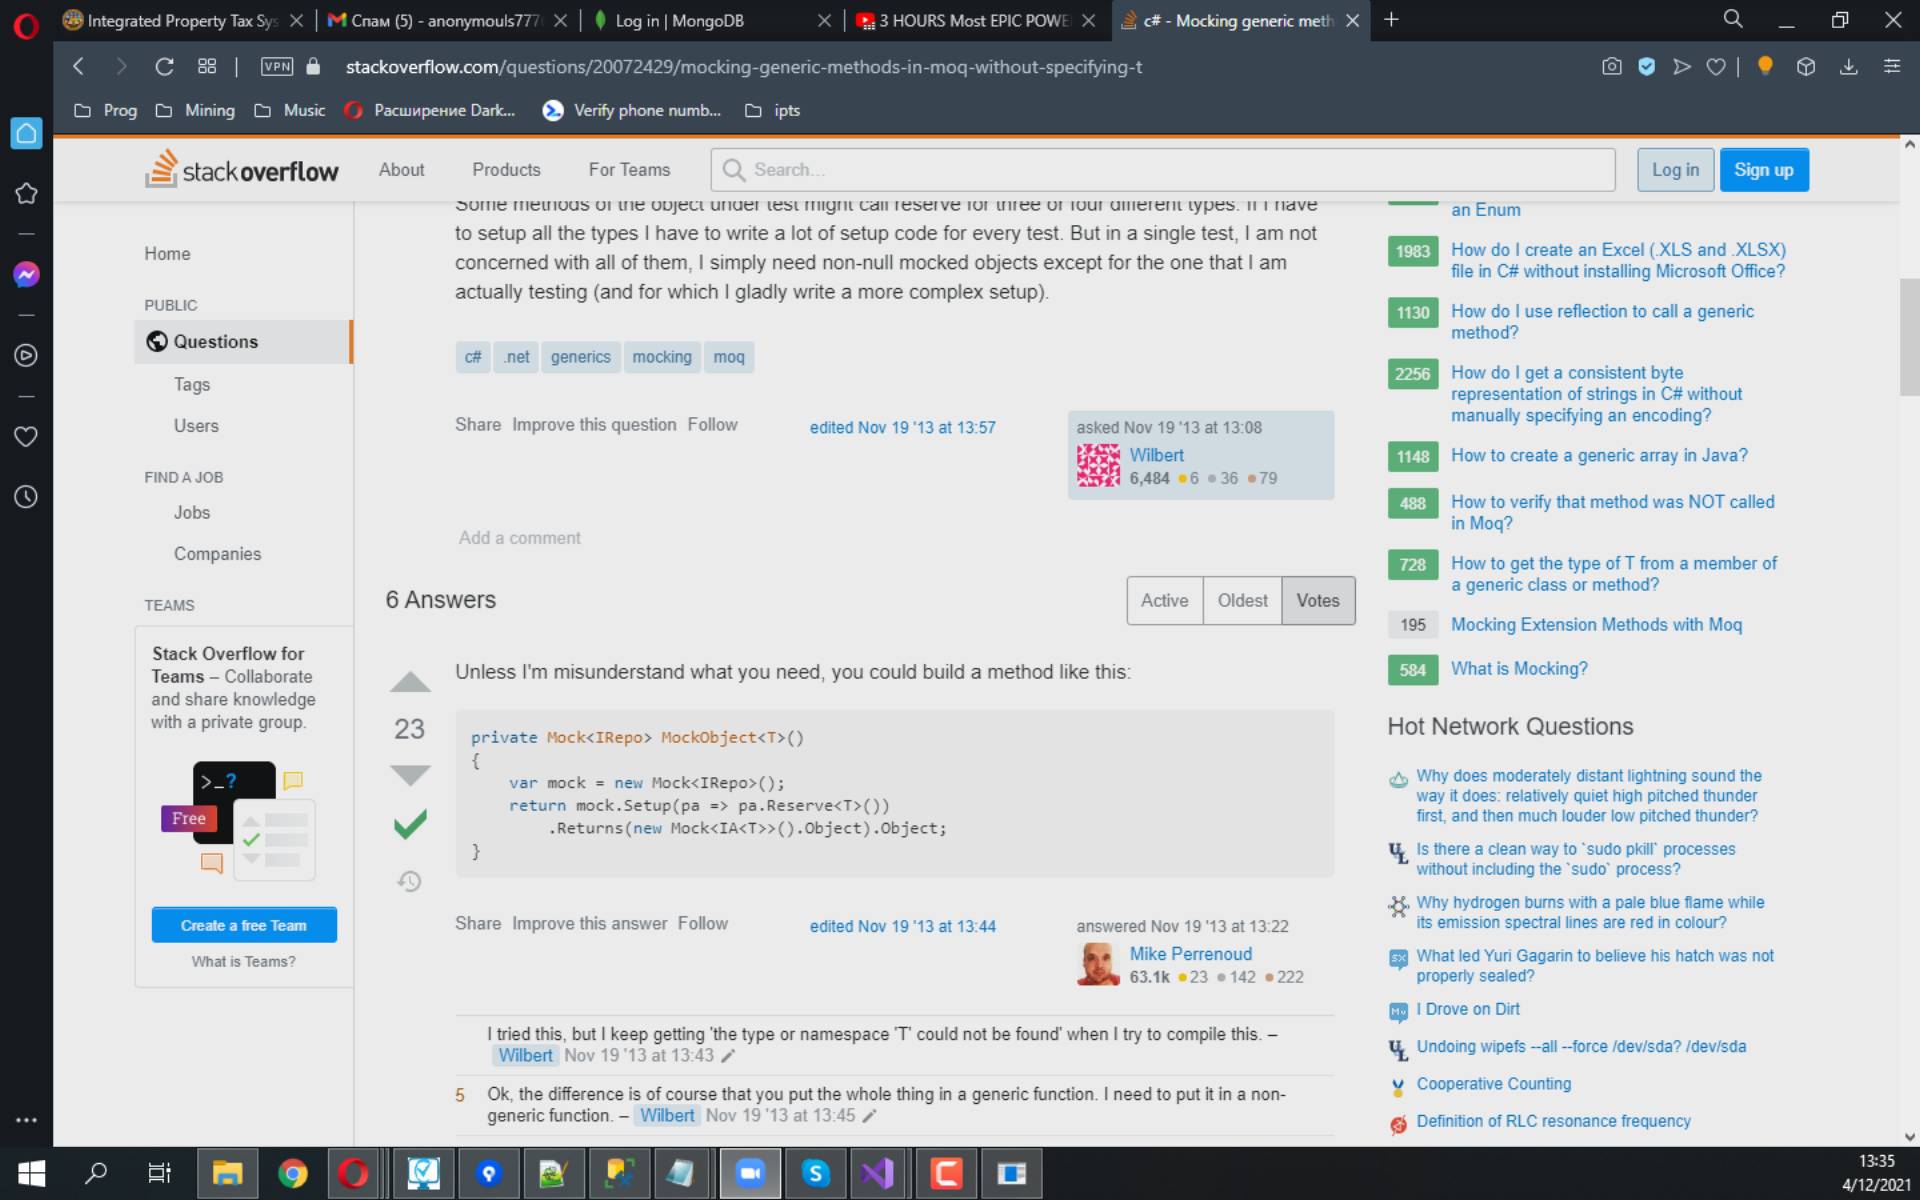 Integrated Property Tax Sys
Спам (5) - anonymouls777
Log in | MongoDB
3 HOURS Most EPIC POWE
c# - Mocking generic meth
VPN
stackoverflow.com/questions/20072429/mocking-generic-methods-in-moq-without-specifying-t
Prog
Mining
Music
Расширение Dark...
Verify phone numb...
ipts
stackoverflow
About
Products
For Teams
Search...
Log in
Sign up
Home
PUBLIC
Questions
Tags
Users
FIND A JOB
Jobs
Companies
TEAMS
Stack Overflow for
Teams – Collaborate
and share knowledge
with a private group.
>_?
Free
Create a free Team
What is Teams?
Some methods of the object under test might call reserve for three or four different types. If I have
to setup all the types I have to write a lot of setup code for every test. But in a single test, I am not
concerned with all of them, I simply need non-null mocked objects except for the one that I am
actually testing (and for which I gladly write a more complex setup).
c# .net generics mocking moq
Share Improve this question Follow
edited Nov 19 '13 at 13:57
asked Nov 19 '13 at 13:08
Wilbert
6,484 6 36 79
Add a comment
6 Answers
Active Oldest Votes
23
Unless I'm misunderstand what you need, you could build a method like this:
private Mock<IRepo> MockObject<T>()
{
    var mock = new Mock<IRepo>();
    return mock.Setup(pa => pa.Reserve<T>())
        .Returns(new Mock<IA<T>>().Object).Object;
}
Share Improve this answer Follow
edited Nov 19 '13 at 13:44
answered Nov 19 '13 at 13:22
Mike Perrenoud
63.1k 23 142 222
I tried this, but I keep getting 'the type or namespace 'T' could not be found' when I try to compile this. –
Wilbert Nov 19 '13 at 13:43
5 Ok, the difference is of course that you put the whole thing in a generic function. I need to put it in a non-
generic function. – Wilbert Nov 19 '13 at 13:45
an Enum
1983 How do I create an Excel (.XLS and .XLSX)
file in C# without installing Microsoft Office?
1130 How do I use reflection to call a generic
method?
2256 How do I get a consistent byte
representation of strings in C# without
manually specifying an encoding?
1148 How to create a generic array in Java?
488 How to verify that method was NOT called
in Moq?
728 How to get the type of T from a member of
a generic class or method?
195 Mocking Extension Methods with Moq
584 What is Mocking?
Hot Network Questions
Why does moderately distant lightning sound the
way it does: relatively quiet high pitched thunder
first, and then much louder low pitched thunder?
Is there a clean way to `sudo pkill` processes
without including the `sudo` process?
Why hydrogen burns with a pale blue flame while
its emission spectral lines are red in colour?
What led Yuri Gagarin to believe his hatch was not
properly sealed?
I Drove on Dirt
Undoing wipefs --all --force /dev/sda? /dev/sda
Cooperative Counting
Definition of RLC resonance frequency
13:35
4/12/2021